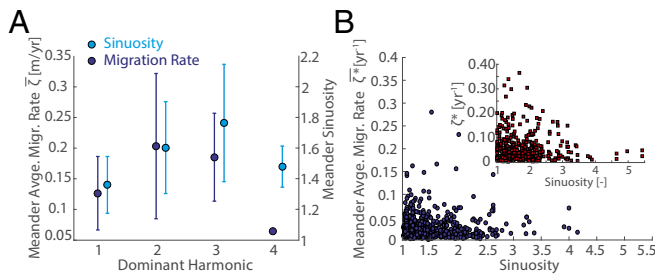 A
Sinuosity
Migration Rate
Meander Avge. Migr. Rate ζ̅ [m/yr]
0.35
0.3
0.25
0.2
0.15
0.1
0.05
2.2
2
1.8
1.6
1.4
1.2
1
Meander Sinuosity
1 2 3 4
Dominant Harmonic
B
Meander Avge. Migr. Rate ζ̅* [yr⁻¹]
0.4
0.35
0.3
0.25
0.2
0.15
0.1
0.05
0
1 1.5 2 2.5 3 3.5 4 4.5 5 5.5
Sinuosity
ζ* [yr⁻¹]
0.40
0.30
0.20
0.10
0
1.0 2.0 3.0 4.0 5.0
Sinuosity [-]